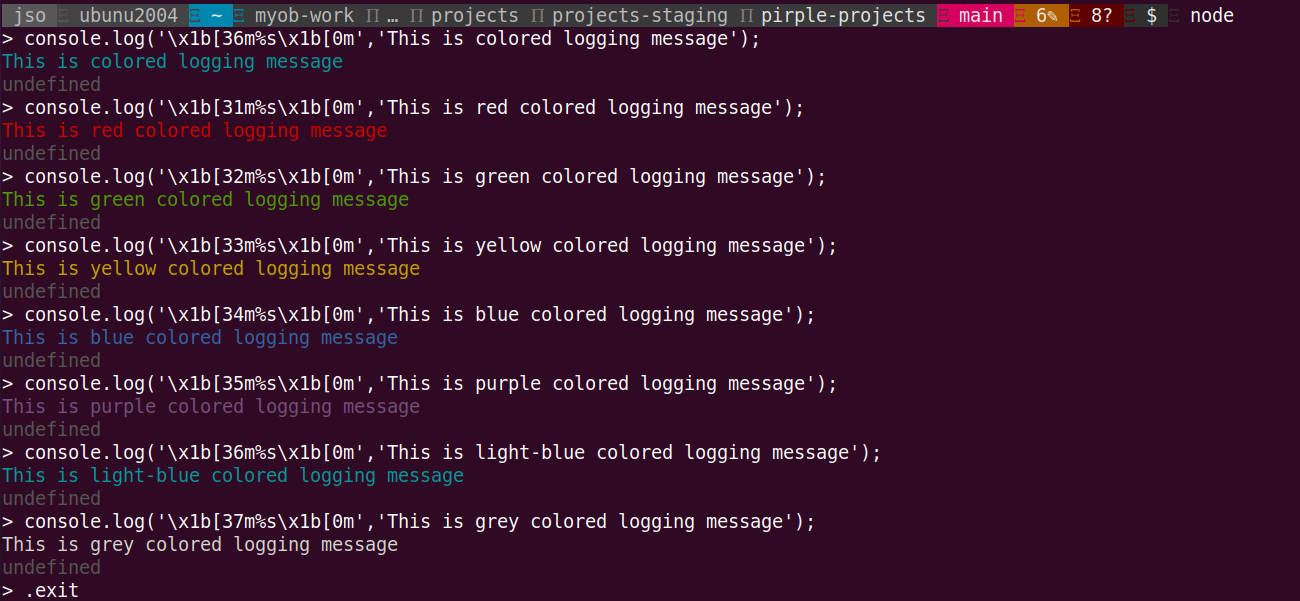 jso ubunu2004 ~ myob-work … projects projects-staging pirple-projects main 6✎ 8? $ node
> console.log('\x1b[36m%s\x1b[0m','This is colored logging message');
This is colored logging message
undefined
> console.log('\x1b[31m%s\x1b[0m','This is red colored logging message');
This is red colored logging message
undefined
> console.log('\x1b[32m%s\x1b[0m','This is green colored logging message');
This is green colored logging message
undefined
> console.log('\x1b[33m%s\x1b[0m','This is yellow colored logging message');
This is yellow colored logging message
undefined
> console.log('\x1b[34m%s\x1b[0m','This is blue colored logging message');
This is blue colored logging message
undefined
> console.log('\x1b[35m%s\x1b[0m','This is purple colored logging message');
This is purple colored logging message
undefined
> console.log('\x1b[36m%s\x1b[0m','This is light-blue colored logging message');
This is light-blue colored logging message
undefined
> console.log('\x1b[37m%s\x1b[0m','This is grey colored logging message');
This is grey colored logging message
undefined
> .exit